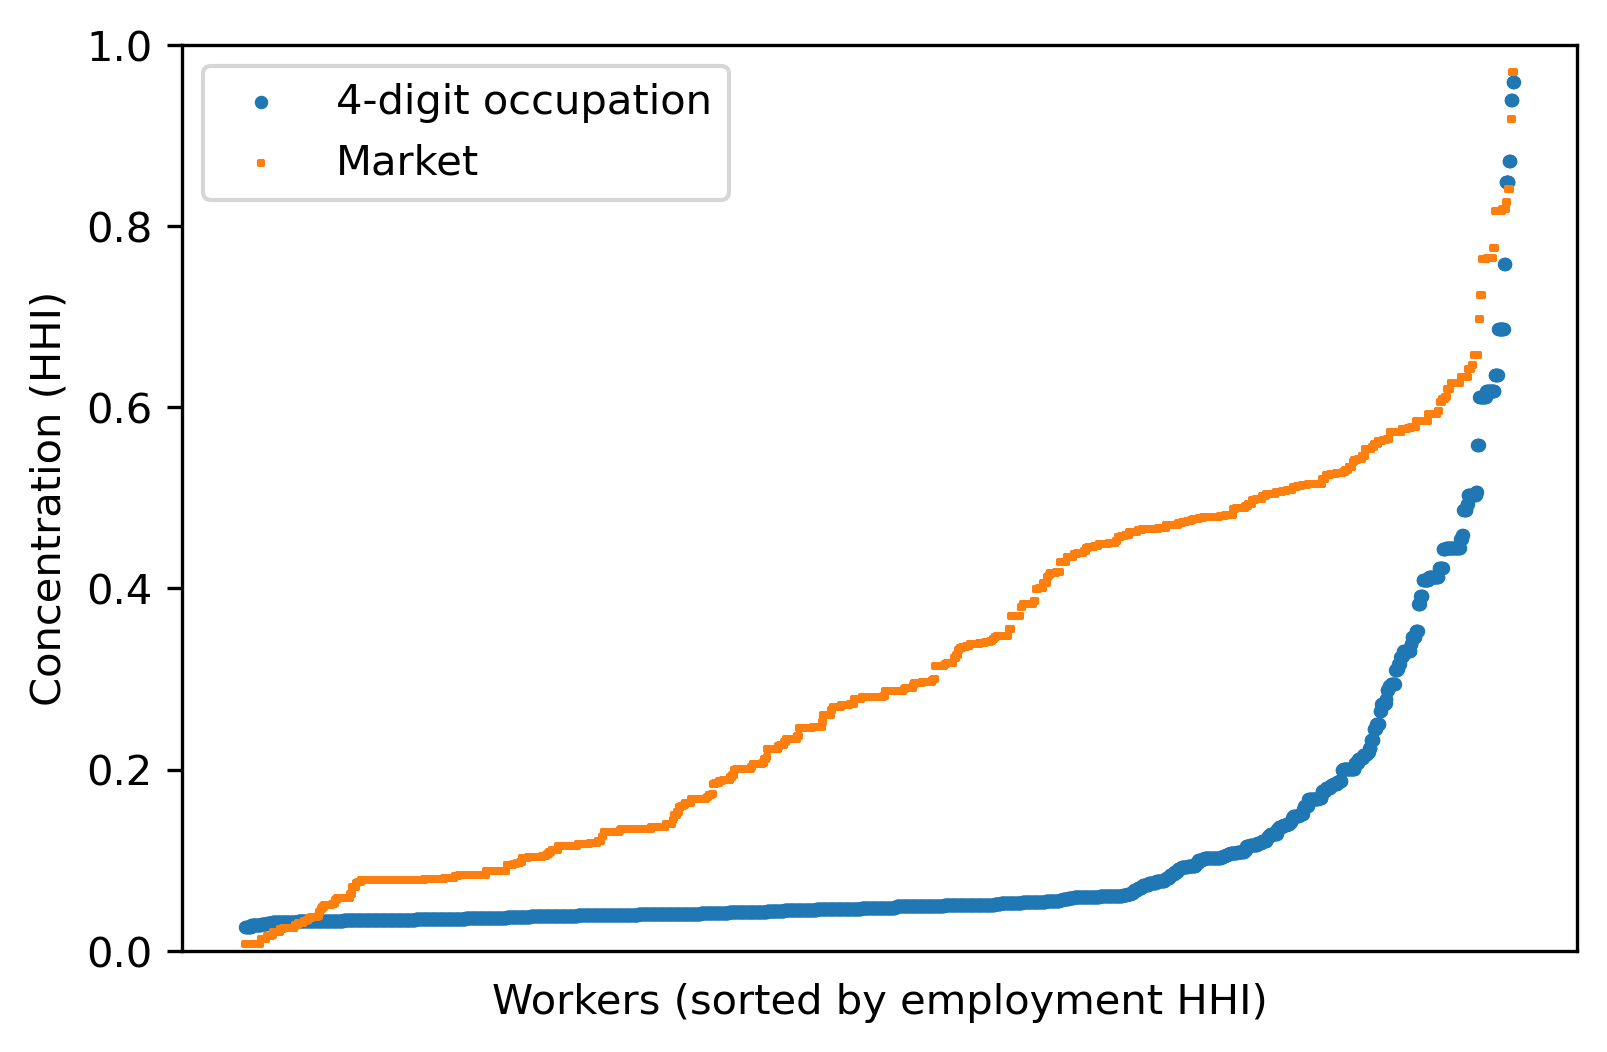 1.0
0.8
0.6
0.4
0.2
0.0
Concentration (HHI)
4-digit occupation
Market
Workers (sorted by employment HHI)